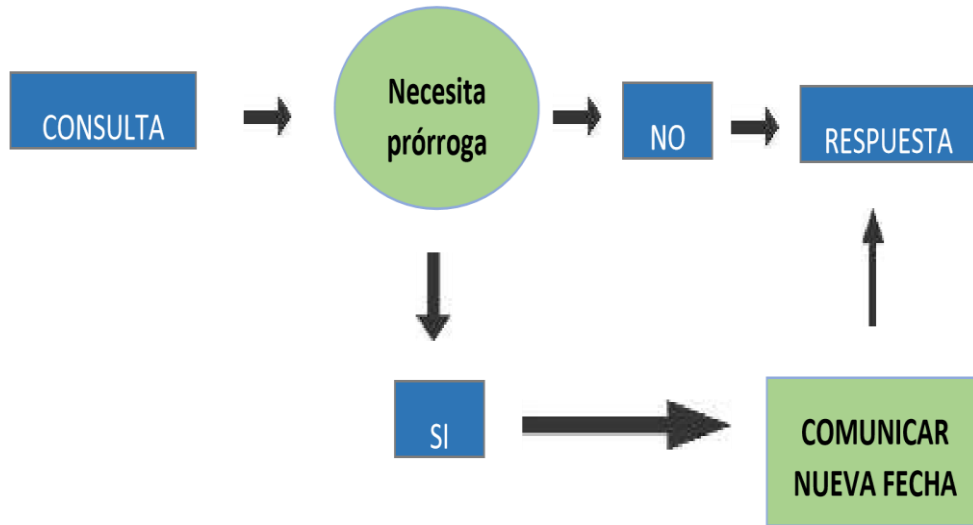 CONSULTA
Necesita
prórroga
NO
RESPUESTA
SI
COMUNICAR
NUEVA FECHA